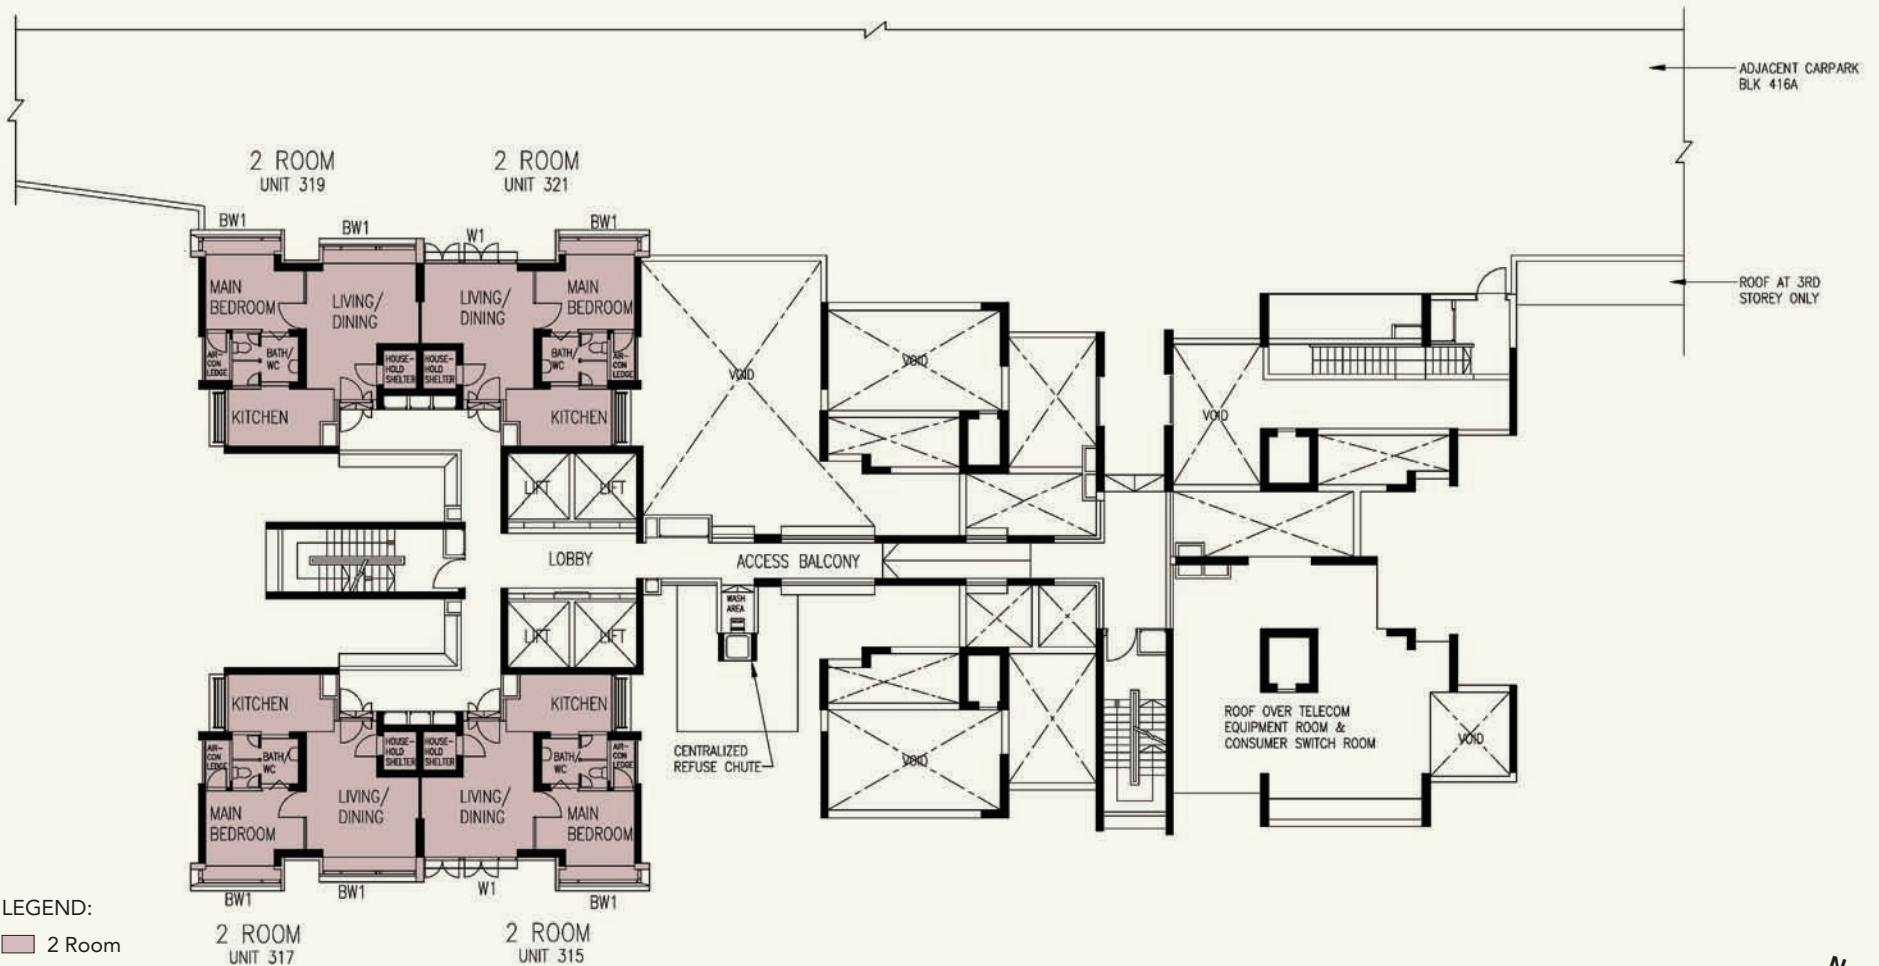 ADJACENT CARPARK
BLK 416A
2 ROOM
UNIT 319
2 ROOM
UNIT 321
BW1
BW1
W1
BW1
ROOF AT 3RD
STOREY ONLY
MAIN
BEDROOM
LIVING/
DINING
LIVING/
DINING
MAIN
BEDROOM
AIR-
CON
LEDGE
BATH/
WC
HOUSE-
HOLD
SHELTER
HOUSE-
HOLD
SHELTER
BATH/
WC
AIR-
CON
LEDGE
KITCHEN
KITCHEN
VOID
VOID
VOID
LIFT
LIFT
LOBBY
ACCESS BALCONY
WASH
AREA
LIFT
LIFT
KITCHEN
KITCHEN
AIR-
CON
LEDGE
BATH/
WC
HOUSE-
HOLD
SHELTER
HOUSE-
HOLD
SHELTER
BATH/
WC
AIR-
CON
LEDGE
CENTRALIZED
REFUSE CHUTE
VOID
ROOF OVER TELECOM
EQUIPMENT ROOM &
CONSUMER SWITCH ROOM
VOID
MAIN
BEDROOM
LIVING/
DINING
LIVING/
DINING
MAIN
BEDROOM
BW1
BW1
W1
BW1
LEGEND:
2 Room
2 ROOM
UNIT 317
2 ROOM
UNIT 315
N